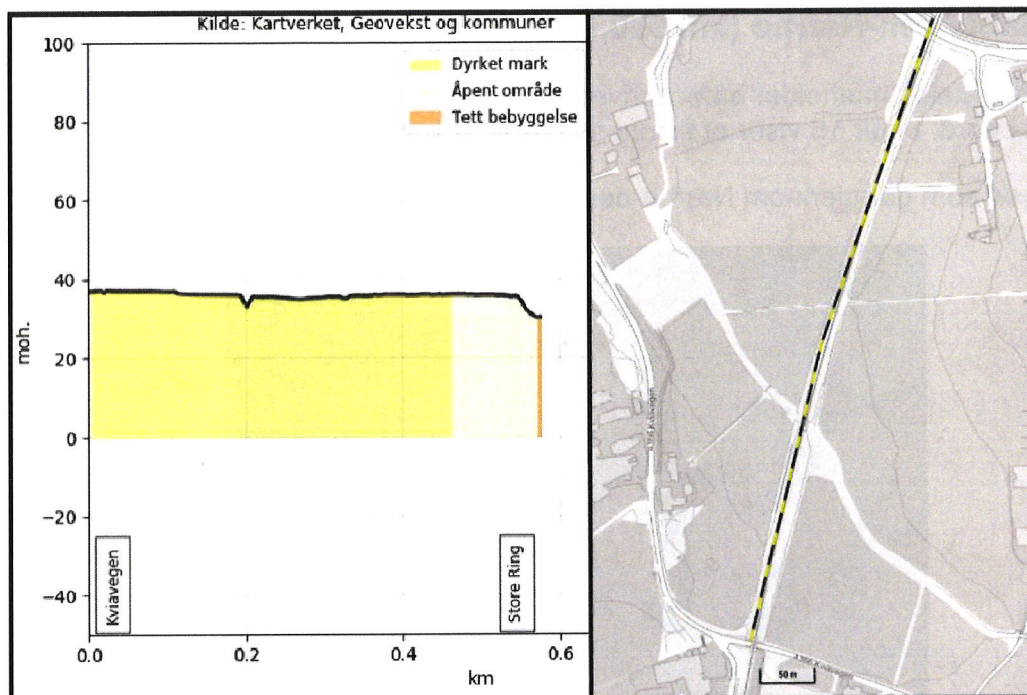 Kilde: Kartverket, Geovekst og kommuner
100
80
60
40
20
0
−20
−40
moh.
Dyrket mark
Åpent område
Tett bebyggelse
Kviavegen
Store Ring
0.0
0.2
0.4
0.6
km
50 m